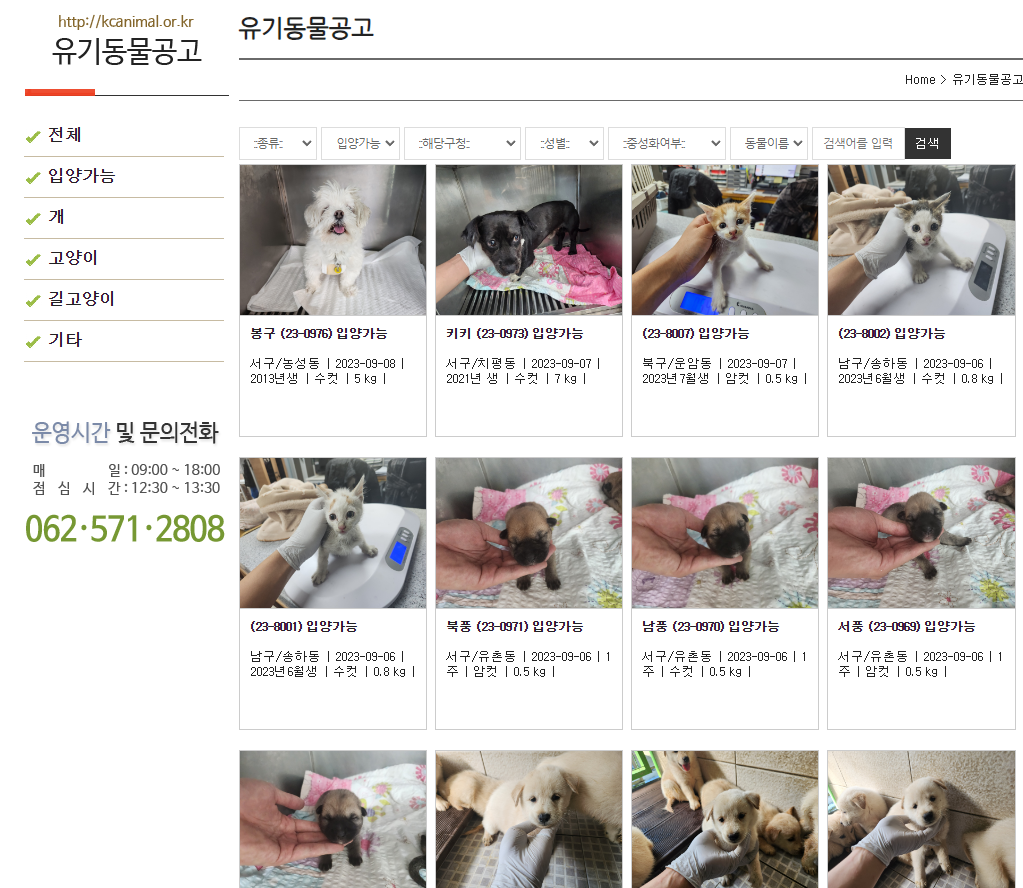 http://kcanimal.or.kr
유기동물공고
전체
입양가능
개
고양이
길고양이
기타
운영시간 및 문의전화
매 일 : 09:00 ~ 18:00
점 심 시 간 : 12:30 ~ 13:30
062·571·2808
유기동물공고
Home > 유기동물공고
::종류:: 입양가능 ::해당구청:: ::성별:: ::중성화여부:: 동물이름 검색어를 입력 검색
봉구 (23-0976) 입양가능
서구/농성동 | 2023-09-08 |
2013년생 | 수컷 | 5 kg |
키키 (23-0973) 입양가능
서구/치평동 | 2023-09-07 |
2021년 생 | 수컷 | 7 kg |
(23-8007) 입양가능
북구/운암동 | 2023-09-07 |
2023년7월생 | 암컷 | 0.5 kg |
(23-8002) 입양가능
남구/송하동 | 2023-09-06 |
2023년6월생 | 수컷 | 0.8 kg |
(23-8001) 입양가능
남구/송하동 | 2023-09-06 |
2023년6월생 | 수컷 | 0.8 kg |
북풍 (23-0971) 입양가능
서구/유촌동 | 2023-09-06 | 1
주 | 암컷 | 0.5 kg |
남풍 (23-0970) 입양가능
서구/유촌동 | 2023-09-06 | 1
주 | 수컷 | 0.5 kg |
서풍 (23-0969) 입양가능
서구/유촌동 | 2023-09-06 | 1
주 | 암컷 | 0.5 kg |